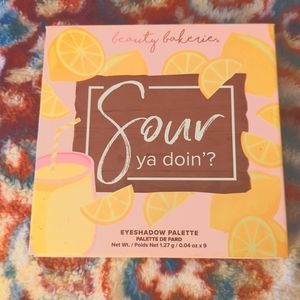 beauty bakerie
Sour
ya doin'?
EYESHADOW PALETTE
PALETTE DE FARD
Net Wt. / Poids Net 1.27 g / 0.04 oz x 9